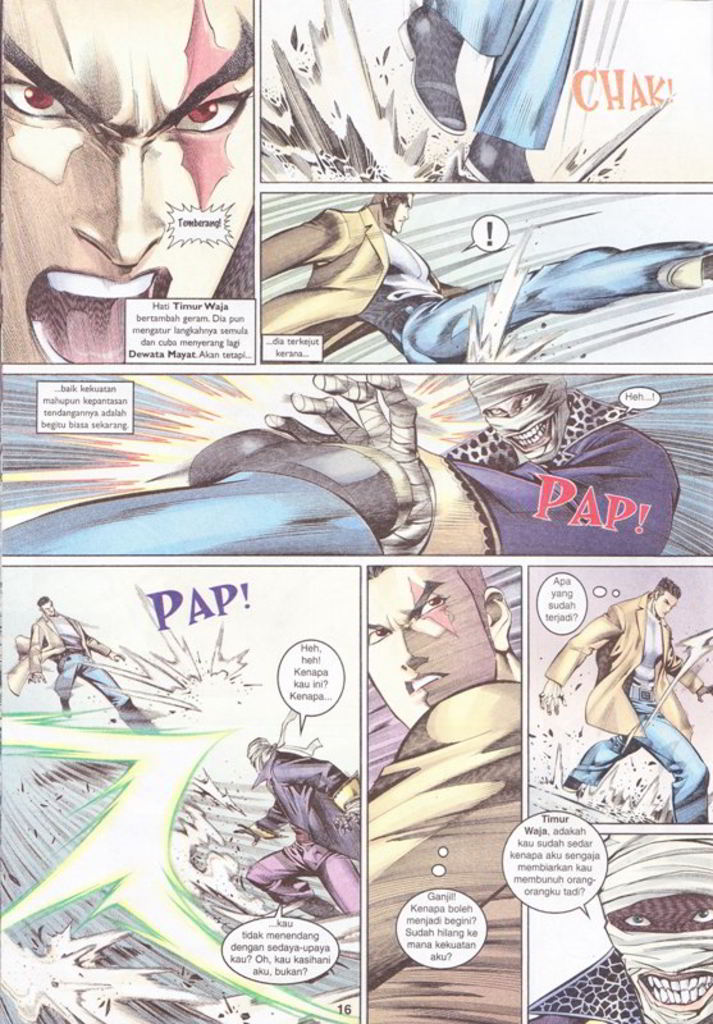 Temberang!
Hati Timur Waja
bertambah geram. Dia pun
mengatur langkahnya semula
dan cuba menyerang lagi
Dewata Mayat. Akan tetapi...
CHAK!
!
...dia terkejut
kerana...
...baik kekuatan
mahupun kepantasan
tendangannya adalah
begitu biasa sekarang.
Heh...!
PAP!
PAP!
Heh,
heh!
Kenapa
kau ini?
Kenapa...
...kau
tidak menendang
dengan sedaya-upaya
kau? Oh, kau kasihani
aku, bukan?
Ganjil!
Kenapa boleh
menjadi begini?
Sudah hilang ke
mana kekuatan
aku?
Apa
yang
sudah
terjadi?
Timur
Waja, adakah
kau sudah sedar
kenapa aku sengaja
membiarkan kau
membunuh orang-
orangku tadi?
16